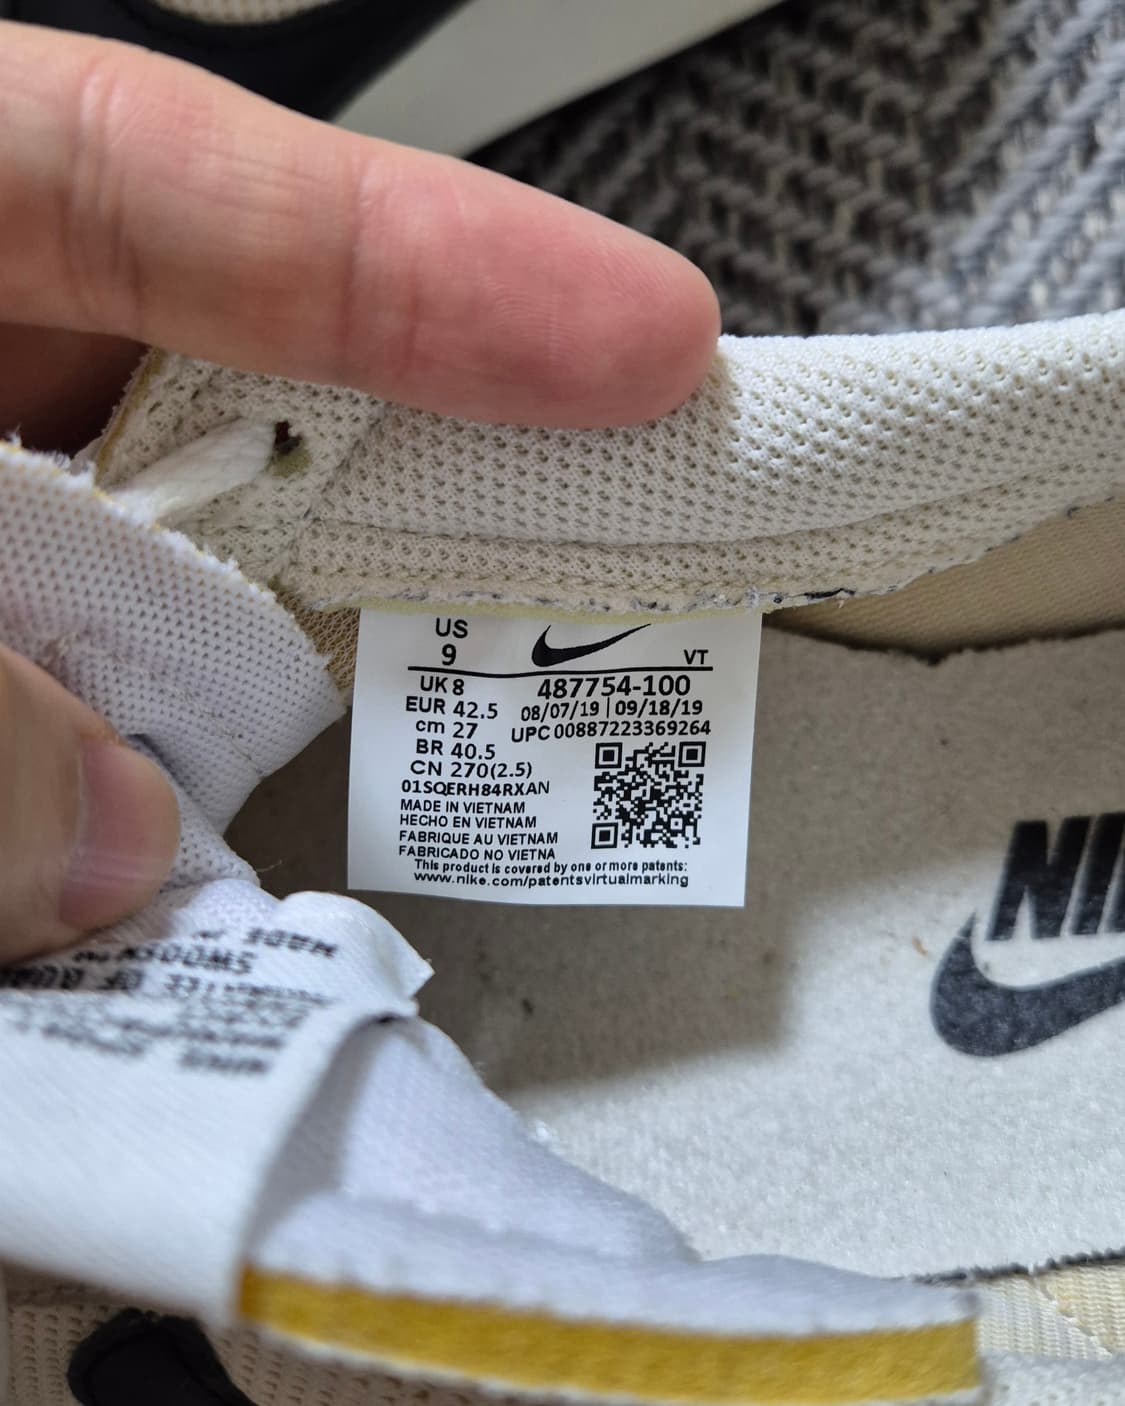 US
9
VT
UK 8
487754-100
EUR 42.5
08/07/19 | 09/18/19
cm 27
UPC 00887223369264
BR 40.5
CN 270(2.5)
01SQERH84RXAN
MADE IN VIETNAM
HECHO EN VIETNAM
FABRIQUE AU VIETNAM
FABRICADO NO VIETNA
This product is covered by one or more patents:
www.nike.com/patentsvirtualmarking